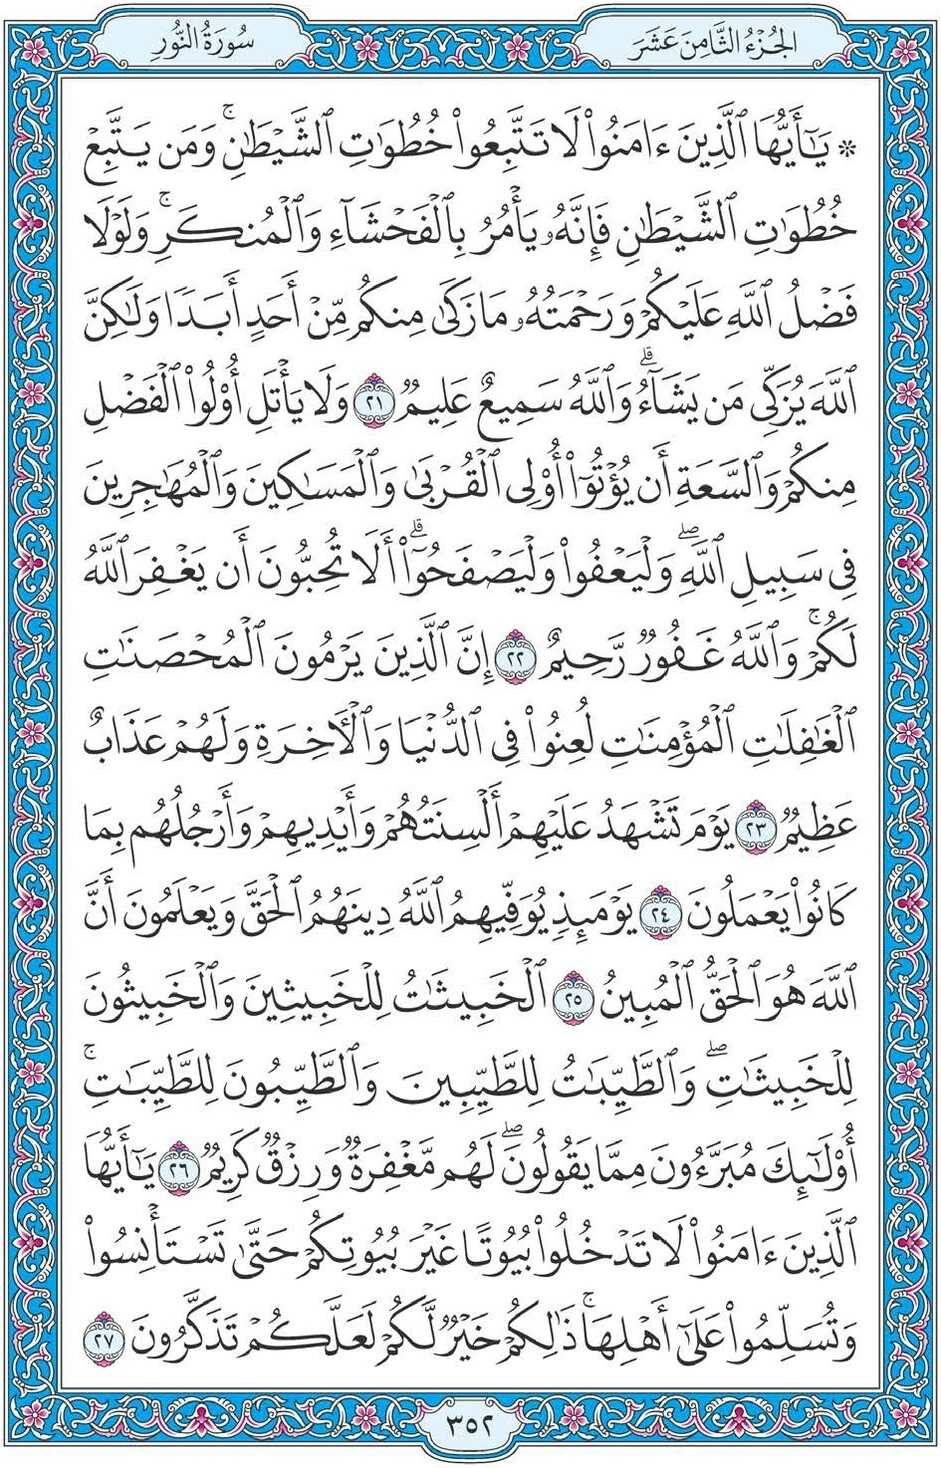 الجُزْءُ الثَّامِنَ عَشَرَ
سُورَةُ النُّورِ
۞ يَٰٓأَيُّهَا ٱلَّذِينَ ءَامَنُوا۟ لَا تَتَّبِعُوا۟ خُطُوَٰتِ ٱلشَّيْطَٰنِ ۚ وَمَن يَتَّبِعْ
خُطُوَٰتِ ٱلشَّيْطَٰنِ فَإِنَّهُۥ يَأْمُرُ بِٱلْفَحْشَآءِ وَٱلْمُنكَرِ ۚ وَلَوْلَا
فَضْلُ ٱللَّهِ عَلَيْكُمْ وَرَحْمَتُهُۥ مَا زَكَىٰ مِنكُم مِّنْ أَحَدٍ أَبَدًا وَلَٰكِنَّ
ٱللَّهَ يُزَكِّى مَن يَشَآءُ ۗ وَٱللَّهُ سَمِيعٌ عَلِيمٌ ٢١ وَلَا يَأْتَلِ أُو۟لُوا۟ ٱلْفَضْلِ
مِنكُمْ وَٱلسَّعَةِ أَن يُؤْتُوٓا۟ أُو۟لِى ٱلْقُرْبَىٰ وَٱلْمَسَٰكِينَ وَٱلْمُهَٰجِرِينَ
فِى سَبِيلِ ٱللَّهِ ۖ وَلْيَعْفُوا۟ وَلْيَصْفَحُوٓا۟ ۗ أَلَا تُحِبُّونَ أَن يَغْفِرَ ٱللَّهُ
لَكُمْ ۚ وَٱللَّهُ غَفُورٌ رَّحِيمٌ ٢٢ إِنَّ ٱلَّذِينَ يَرْمُونَ ٱلْمُحْصَنَٰتِ
ٱلْغَٰفِلَٰتِ ٱلْمُؤْمِنَٰتِ لُعِنُوا۟ فِى ٱلدُّنْيَا وَٱلْءَاخِرَةِ وَلَهُمْ عَذَابٌ
عَظِيمٌ ٢٣ يَوْمَ تَشْهَدُ عَلَيْهِمْ أَلْسِنَتُهُمْ وَأَيْدِيهِمْ وَأَرْجُلُهُم بِمَا
كَانُوا۟ يَعْمَلُونَ ٢٤ يَوْمَئِذٍ يُوَفِّيهِمُ ٱللَّهُ دِينَهُمُ ٱلْحَقَّ وَيَعْلَمُونَ أَنَّ
ٱللَّهَ هُوَ ٱلْحَقُّ ٱلْمُبِينُ ٢٥ ٱلْخَبِيثَٰتُ لِلْخَبِيثِينَ وَٱلْخَبِيثُونَ
لِلْخَبِيثَٰتِ ۖ وَٱلطَّيِّبَٰتُ لِلطَّيِّبِينَ وَٱلطَّيِّبُونَ لِلطَّيِّبَٰتِ ۚ
أُو۟لَٰٓئِكَ مُبَرَّءُونَ مِمَّا يَقُولُونَ ۖ لَهُم مَّغْفِرَةٌ وَرِزْقٌ كَرِيمٌ ٢٦ يَٰٓأَيُّهَا
ٱلَّذِينَ ءَامَنُوا۟ لَا تَدْخُلُوا۟ بُيُوتًا غَيْرَ بُيُوتِكُمْ حَتَّىٰ تَسْتَأْنِسُوا۟
وَتُسَلِّمُوا۟ عَلَىٰٓ أَهْلِهَا ۚ ذَٰلِكُمْ خَيْرٌ لَّكُمْ لَعَلَّكُمْ تَذَكَّرُونَ ٢٧
٣٥٢